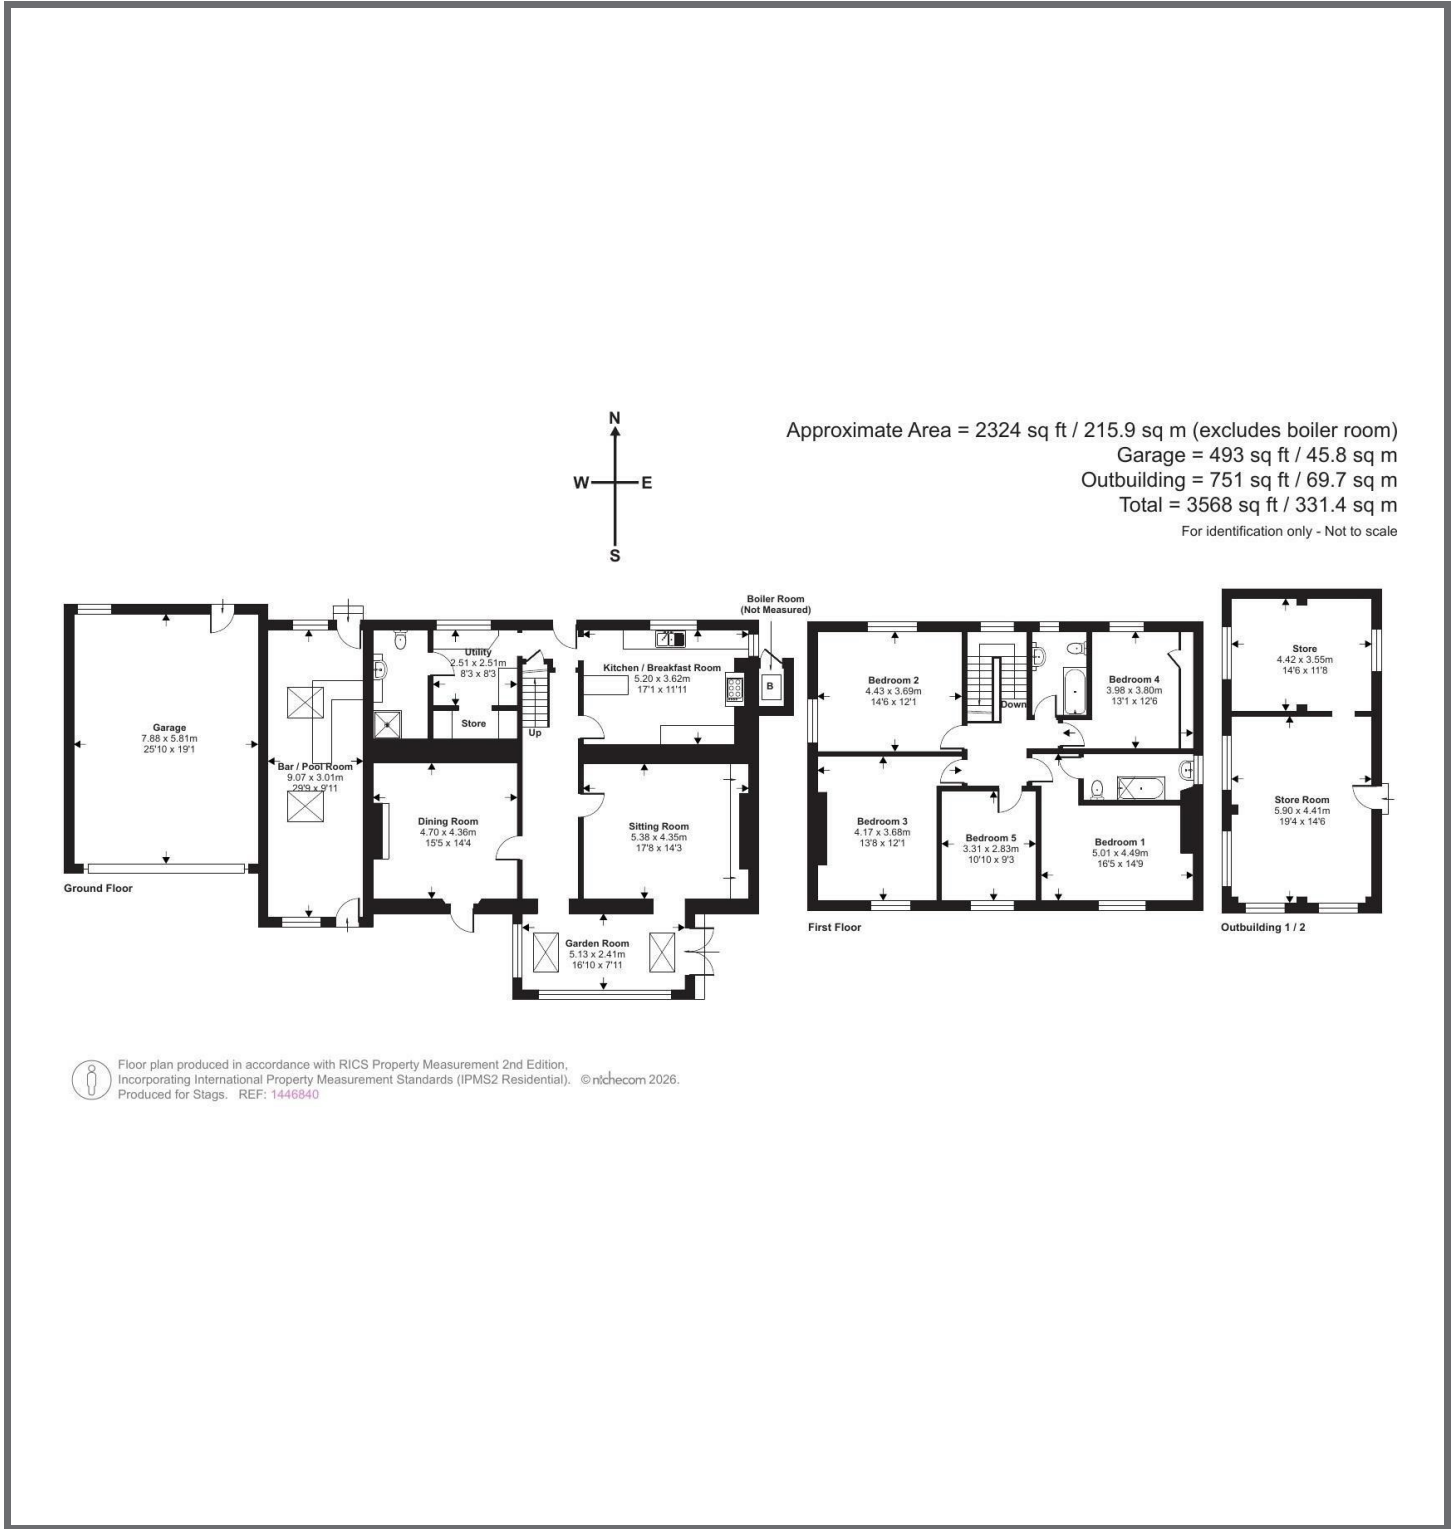 N
W E
S
Approximate Area = 2324 sq ft / 215.9 sq m (excludes boiler room)
Garage = 493 sq ft / 45.8 sq m
Outbuilding = 751 sq ft / 69.7 sq m
Total = 3568 sq ft / 331.4 sq m
For identification only - Not to scale
Garage
7.88 x 5.81m
25'10 x 19'1
Bar / Pool Room
9.07 x 3.01m
29'9 x 9'11
Utility
2.51 x 2.51m
8'3 x 8'3
Store
Up
Kitchen / Breakfast Room
5.20 x 3.62m
17'1 x 11'11
Boiler Room
(Not Measured)
B
Dining Room
4.70 x 4.36m
15'5 x 14'4
Sitting Room
5.38 x 4.35m
17'8 x 14'3
Garden Room
5.13 x 2.41m
16'10 x 7'11
Ground Floor
Bedroom 2
4.43 x 3.69m
14'6 x 12'1
Down
Bedroom 4
3.98 x 3.80m
13'1 x 12'6
Bedroom 3
4.17 x 3.68m
13'8 x 12'1
Bedroom 5
3.31 x 2.83m
10'10 x 9'3
Bedroom 1
5.01 x 4.49m
16'5 x 14'9
First Floor
Store
4.42 x 3.55m
14'6 x 11'8
Store Room
5.90 x 4.41m
19'4 x 14'6
Outbuilding 1 / 2
Floor plan produced in accordance with RICS Property Measurement 2nd Edition,
Incorporating International Property Measurement Standards (IPMS2 Residential). © nichecom 2026.
Produced for Stags. REF: 1446840